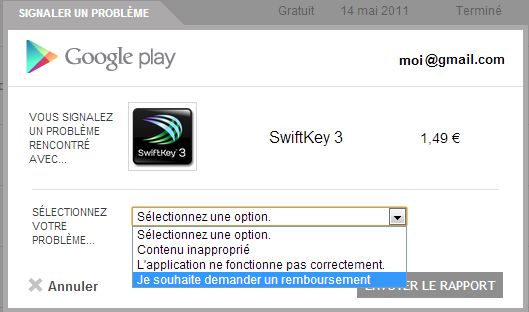 SIGNALER UN PROBLÈME
Gratuit 14 mai 2011 Terminé
Google play
moi@gmail.com
VOUS SIGNALEZ
UN PROBLÈME
RENCONTRÉ
AVEC...
SwiftKey 3
SwiftKey 3
1,49 €
SÉLECTIONNEZ
VOTRE
PROBLÈME...
Sélectionnez une option.
Sélectionnez une option.
Contenu inapproprié
L'application ne fonctionne pas correctement.
Je souhaite demander un remboursement
Annuler
ENVOYER LE RAPPORT